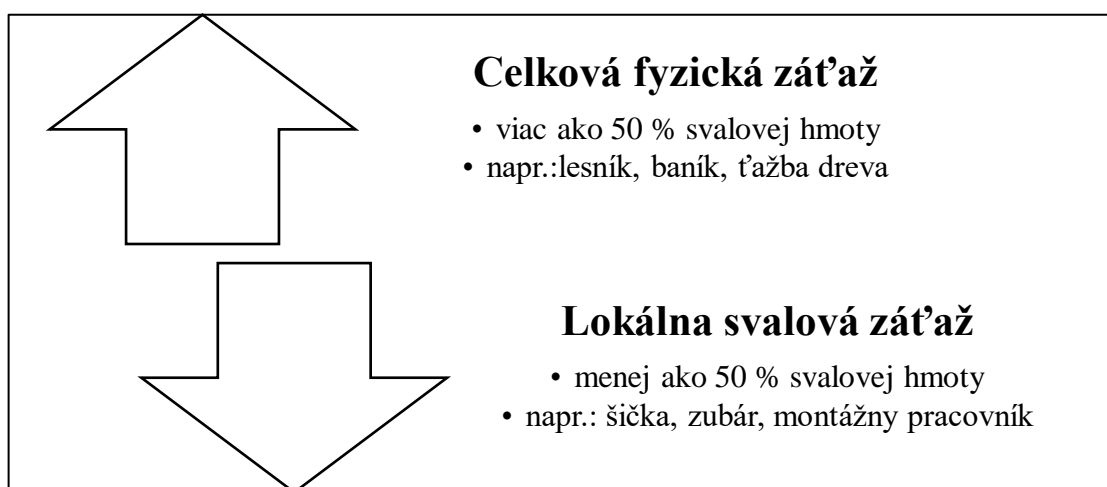 Celková fyzická záťaž
• viac ako 50 % svalovej hmoty
• napr.:lesník, baník, ťažba dreva
Lokálna svalová záťaž
• menej ako 50 % svalovej hmoty
• napr.: šička, zubár, montážny pracovník